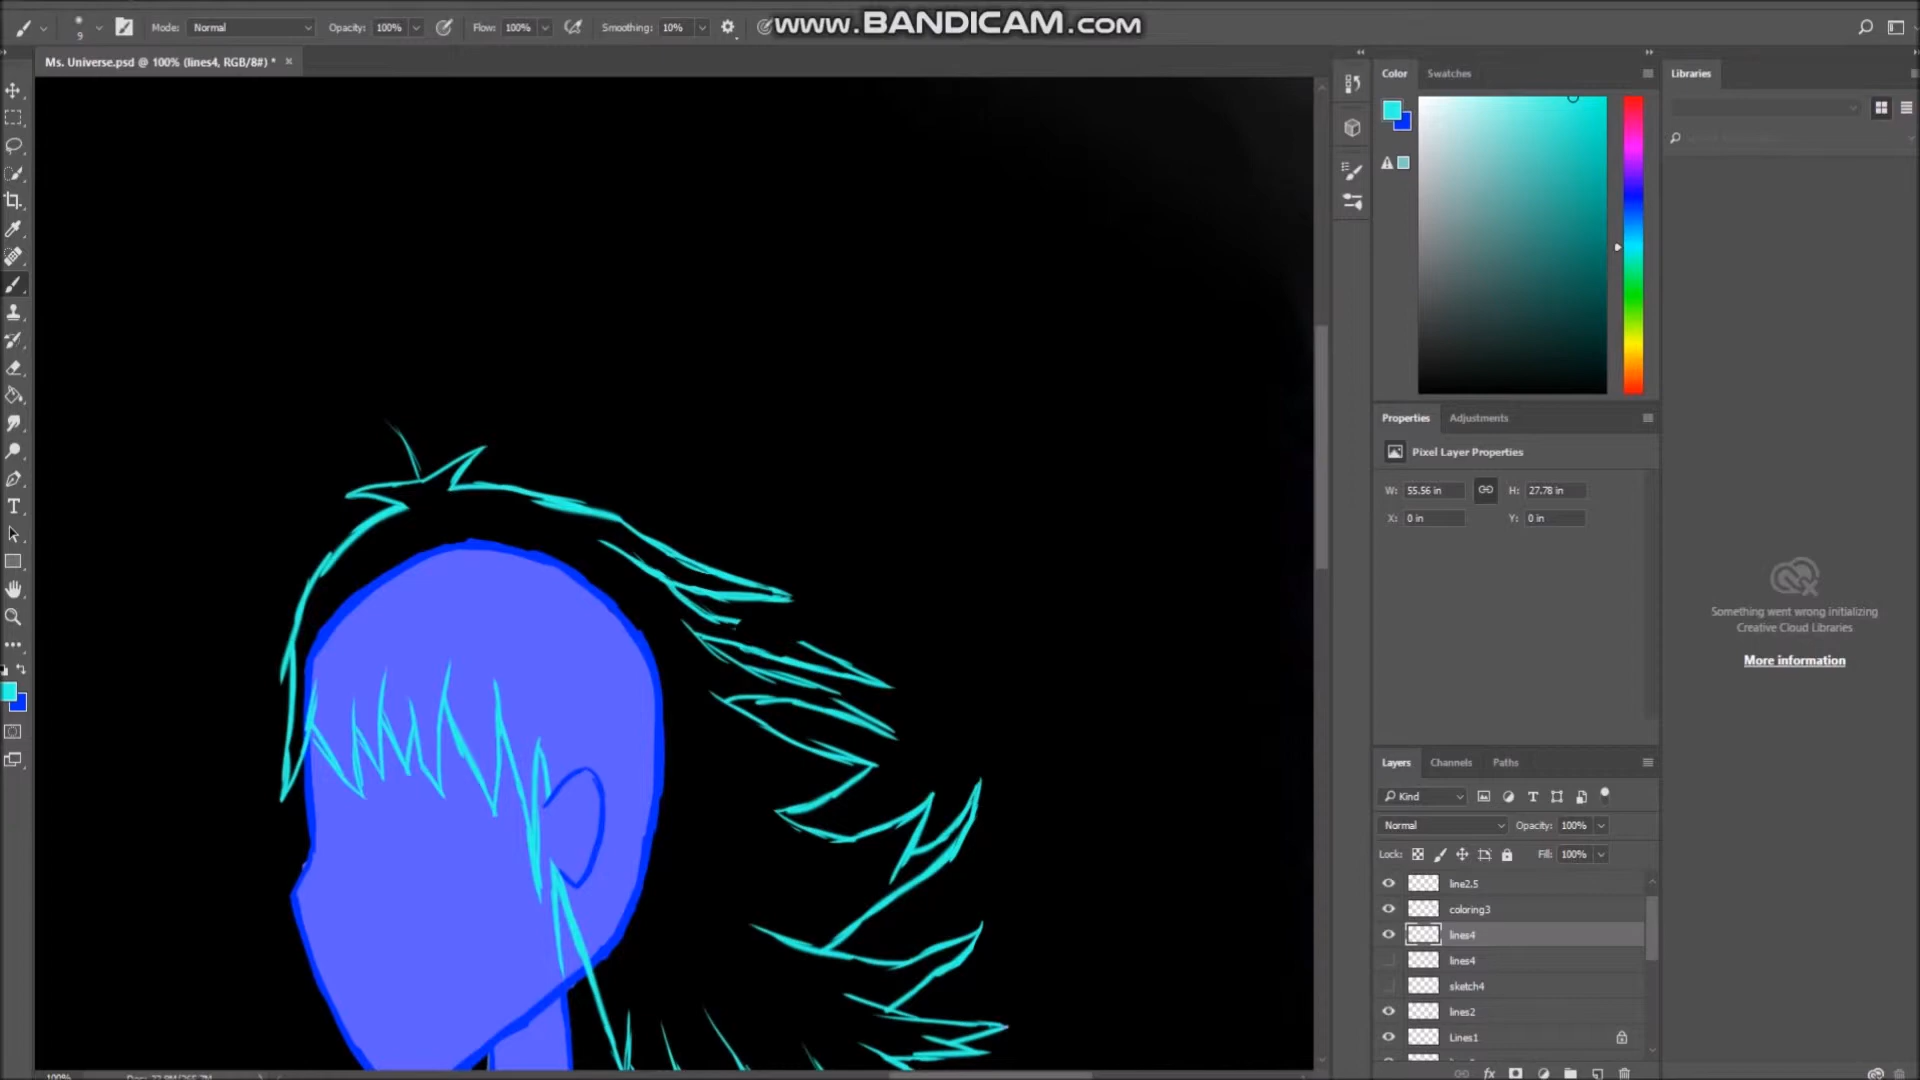 www.BANDICAM.com
9 Mode: Normal Opacity: 100% Flow: 100% Smoothing: 10%
Ms. Universe.psd @ 100% (lines4, RGB/8#) * ×
Color Swatches
Libraries
Properties Adjustments
Pixel Layer Properties
W: 55.56 in H: 27.78 in
X: 0 in Y: 0 in
Something went wrong initializing
Creative Cloud Libraries
More information
Layers Channels Paths
Kind
Normal Opacity: 100%
Lock: Fill: 100%
line2.5
coloring3
lines4
lines4
sketch4
lines2
Lines1
100%